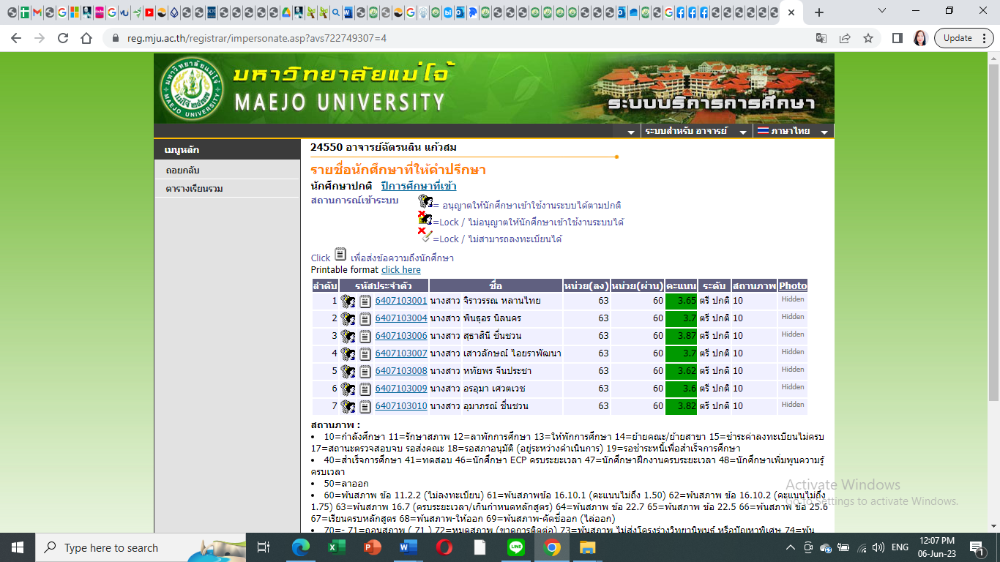 reg.mju.ac.th/registrar/impersonate.asp?avs722749307=4
Update
มหาวิทยาลัยแม่โจ้
MAEJO UNIVERSITY
ระบบบริการการศึกษา
ระบบสำหรับ อาจารย์ ภาษาไทย
เมนูหลัก
ถอยกลับ
ตารางเรียนรวม
24550 อาจารย์ฉัตรนลิน แก้วสม
รายชื่อนักศึกษาที่ให้คำปรึกษา
นักศึกษาปกติ ปีการศึกษาที่เข้า
สถานการณ์เข้าระบบ = อนุญาตให้นักศึกษาเข้าใช้งานระบบได้ตามปกติ
=Lock / ไม่อนุญาตให้นักศึกษาเข้าใช้งานระบบได้
=Lock / ไม่สามารถลงทะเบียนได้
Click เพื่อส่งข้อความถึงนักศึกษา
Printable format click here
ลำดับ รหัสประจำตัว ชื่อ หน่วย(ลง) หน่วย(ผ่าน) คะแนน ระดับ สถานภาพ Photo
1 6407103001 นางสาว จิราวรรณ หลานไทย 63 60 3.65 ตรี ปกติ 10 Hidden
2 6407103004 นางสาว พินธุอร นิลนคร 63 60 3.7 ตรี ปกติ 10 Hidden
3 6407103006 นางสาว สุธาสินี ชื่นชวน 63 60 3.87 ตรี ปกติ 10 Hidden
4 6407103007 นางสาว เสาวลักษณ์ ไอยราพัฒนา 63 60 3.7 ตรี ปกติ 10 Hidden
5 6407103008 นางสาว หทัยพร จีนประชา 63 60 3.62 ตรี ปกติ 10 Hidden
6 6407103009 นางสาว อรอุมา เศวตเวช 63 60 3.6 ตรี ปกติ 10 Hidden
7 6407103010 นางสาว อุมาภรณ์ ชื่นชวน 63 60 3.82 ตรี ปกติ 10 Hidden
สถานภาพ :
• 10=กำลังศึกษา 11=รักษาสภาพ 12=ลาพักการศึกษา 13=ให้พักการศึกษา 14=ย้ายคณะ/ย้ายสาขา 15=ชำระค่าลงทะเบียนไม่ครบ
17=สถานะตรวจสอบจบ รอส่งคณะ 18=รอสภาอนุมัติ (อยู่ระหว่างดำเนินการ) 19=รอชำระหนี้เพื่อสำเร็จการศึกษา
• 40=สำเร็จการศึกษา 41=ทดสอบ 46=นักศึกษา ECP ครบระยะเวลา 47=นักศึกษาฝึกงานครบระยะเวลา 48=นักศึกษาเพิ่มพูนความรู้
ครบเวลา
• 50=ลาออก
• 60=พ้นสภาพ ข้อ 11.2.2 (ไม่ลงทะเบียน) 61=พ้นสภาพข้อ 16.10.1 (คะแนนไม่ถึง 1.50) 62=พ้นสภาพ ข้อ 16.10.2 (คะแนนไม่ถึง
1.75) 63=พ้นสภาพ 16.7 (ครบระยะเวลา/เกินกำหนดหลักสูตร) 64=พ้นสภาพ ข้อ 22.7 65=พ้นสภาพ ข้อ 22.5 66=พ้นสภาพ ข้อ 25.6
67=เรียนครบหลักสูตร 68=พ้นสภาพ-ให้ออก 69=พ้นสภาพ-คัดชื่อออก (ไล่ออก)
• 70=- 71=ถอนสภาพ ( 71 ) 72=หมดสภาพ (ขาดการติดต่อ) 73=พ้นสภาพ ไม่ส่งโครงร่างวิทยานิพนธ์ หรือปัญหาพิเศษ 74=พ้น
Activate Windows
Go to Settings to activate Windows.
Type here to search
ENG
12:07 PM
06-Jun-23
1